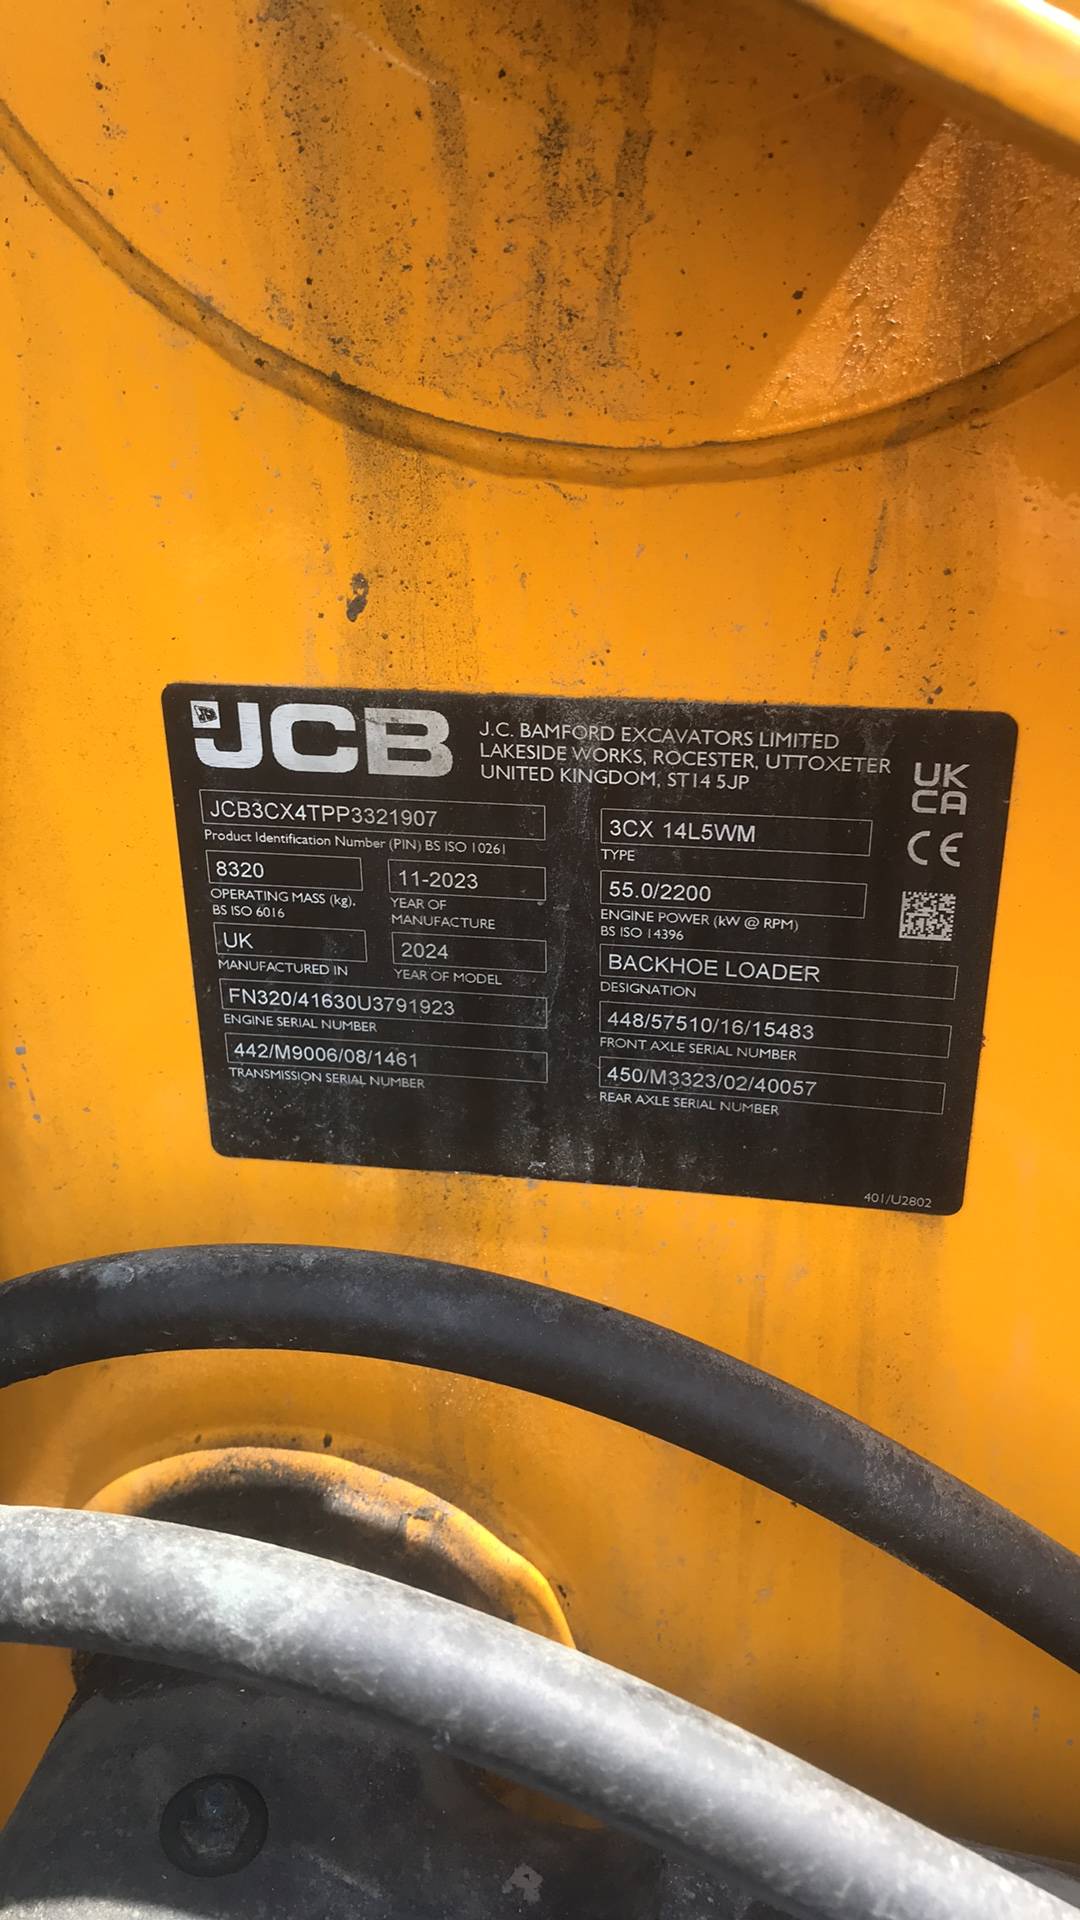 JCB
J.C. BAMFORD EXCAVATORS LIMITED
LAKESIDE WORKS, ROCESTER, UTTOXETER
UNITED KINGDOM, ST14 5JP
UK
CA
CE
JCB3CX4TPP3321907
Product Identification Number (PIN) BS ISO 10261
3CX 14L5WM
TYPE
8320
OPERATING MASS (kg),
BS ISO 6016
11-2023
YEAR OF
MANUFACTURE
55.0/2200
ENGINE POWER (kW @ RPM)
BS ISO 14396
UK
MANUFACTURED IN
2024
YEAR OF MODEL
BACKHOE LOADER
DESIGNATION
FN320/41630U3791923
ENGINE SERIAL NUMBER
448/57510/16/15483
FRONT AXLE SERIAL NUMBER
442/M9006/08/1461
TRANSMISSION SERIAL NUMBER
450/M3323/02/40057
REAR AXLE SERIAL NUMBER
401/U2802